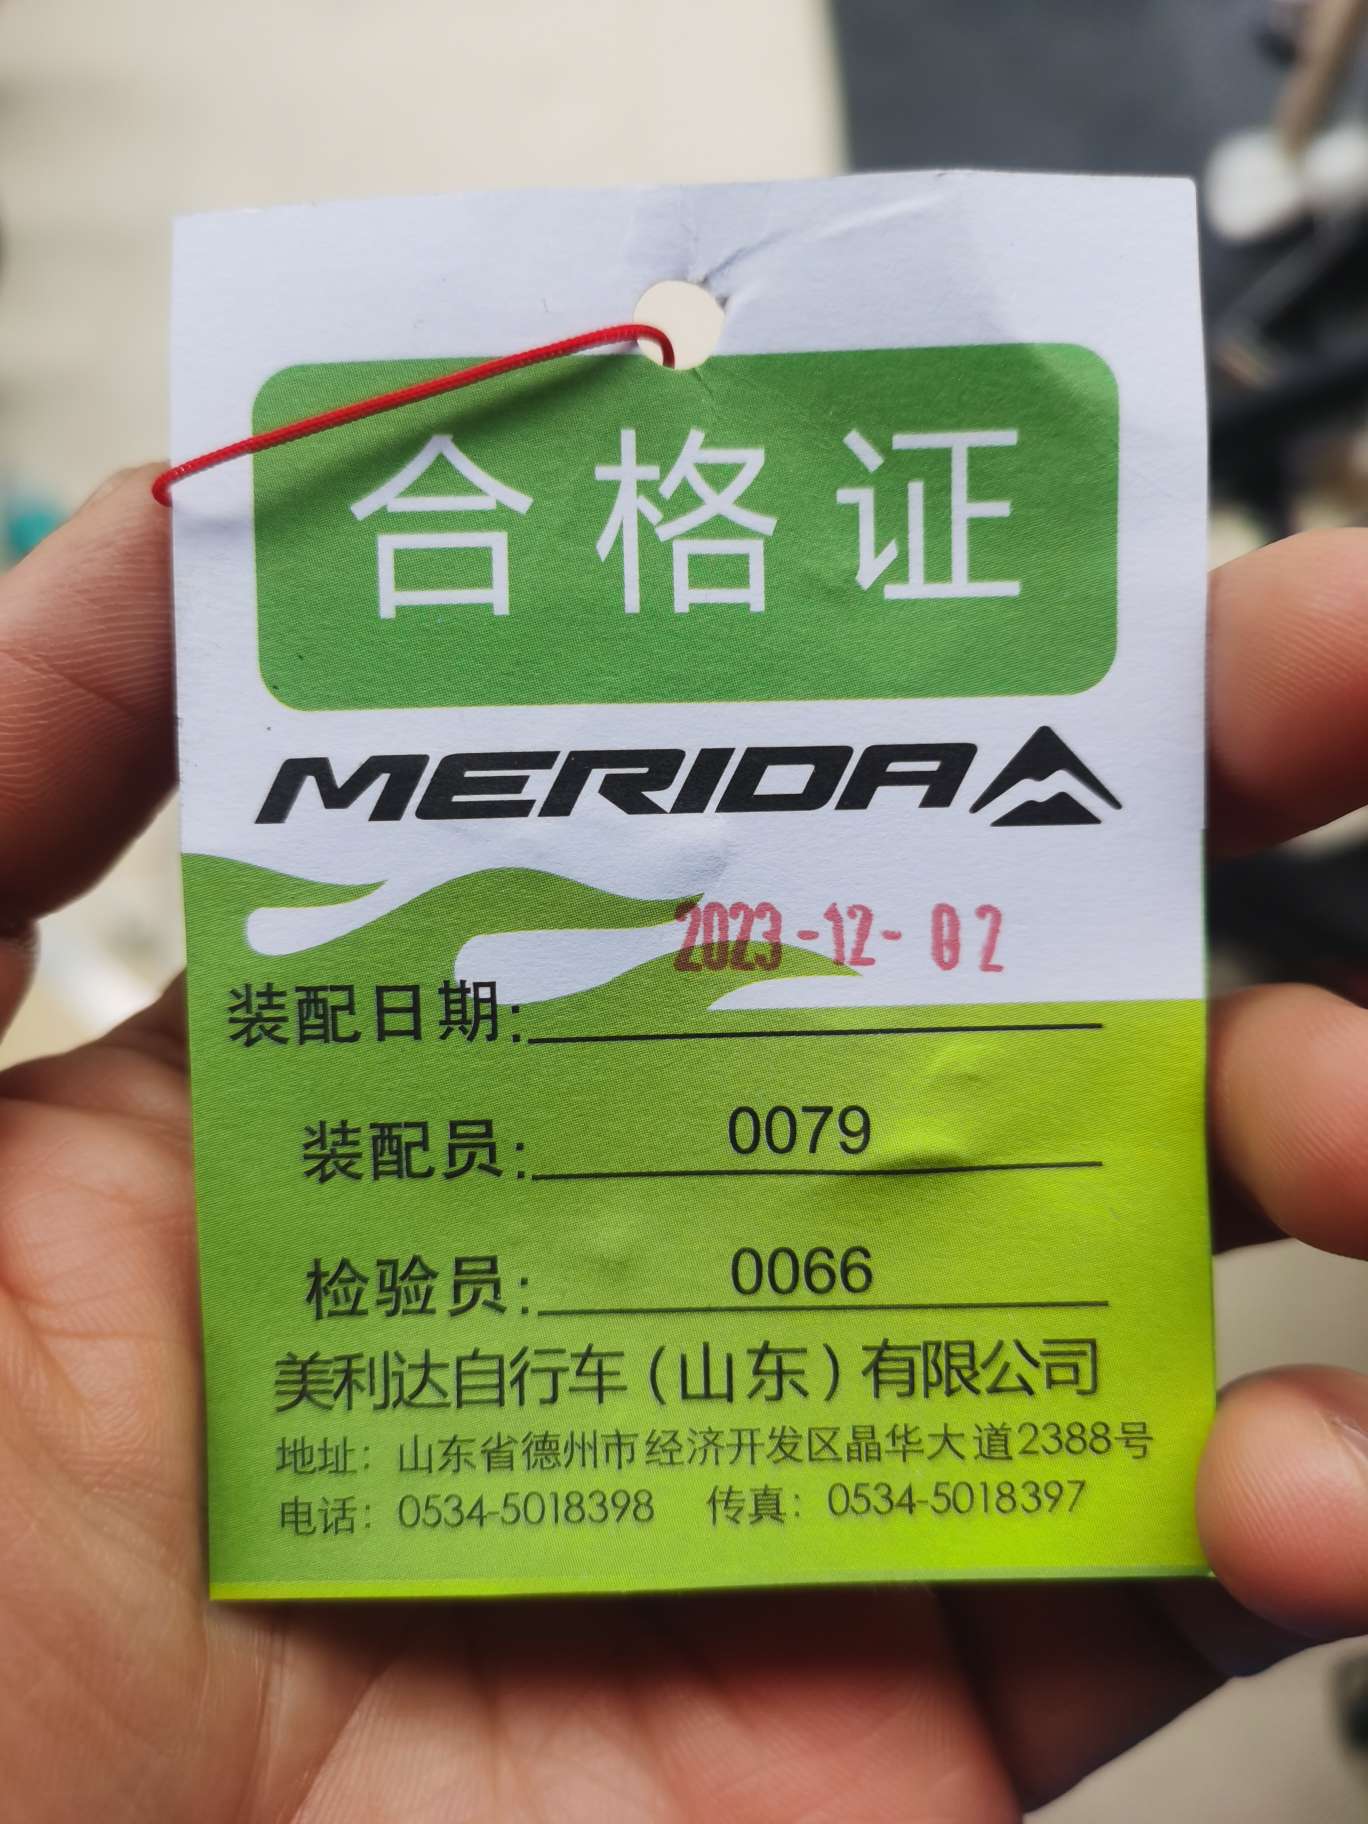 合格证
MERIDA
2023-12-02
装配日期:
装配员: 0079
检验员: 0066
美利达自行车(山东)有限公司
地址: 山东省德州市经济开发区晶华大道2388号
电话: 0534-5018398 传真: 0534-5018397